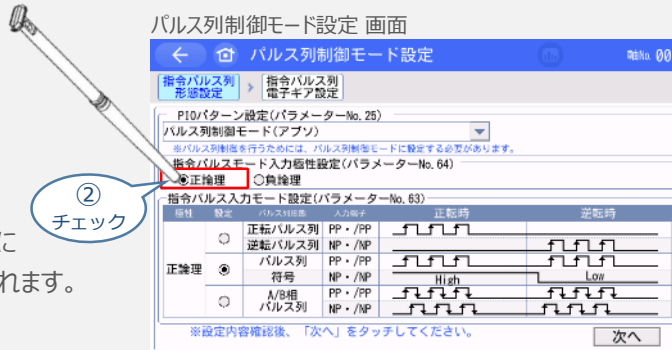 パルス列制御モード設定 画面
パルス列制御モード設定
軸No. 00
指令パルス列
形態設定
指令パルス列
電子ギア設定
PIOパターン設定(パラメーターNo.25)
パルス列制御モード(アブソ)
※パルス列制御を行うためには、パルス列制御モードに設定する必要があります。
指令パルスモード入力極性設定(パラメーターNo.64)
正論理 負論理
②
チェック
に
れます。
指令パルス入力モード設定(パラメーターNo.63)
極性 設定 パルス列形態 入力端子 正転時 逆転時
正論理
正転パルス列 PP・/PP
逆転パルス列 NP・/NP
パルス列 PP・/PP
符号 NP・/NP High Low
A/B相
パルス列
PP・/PP
NP・/NP
※設定内容確認後、「次へ」をタッチしてください。
次へ